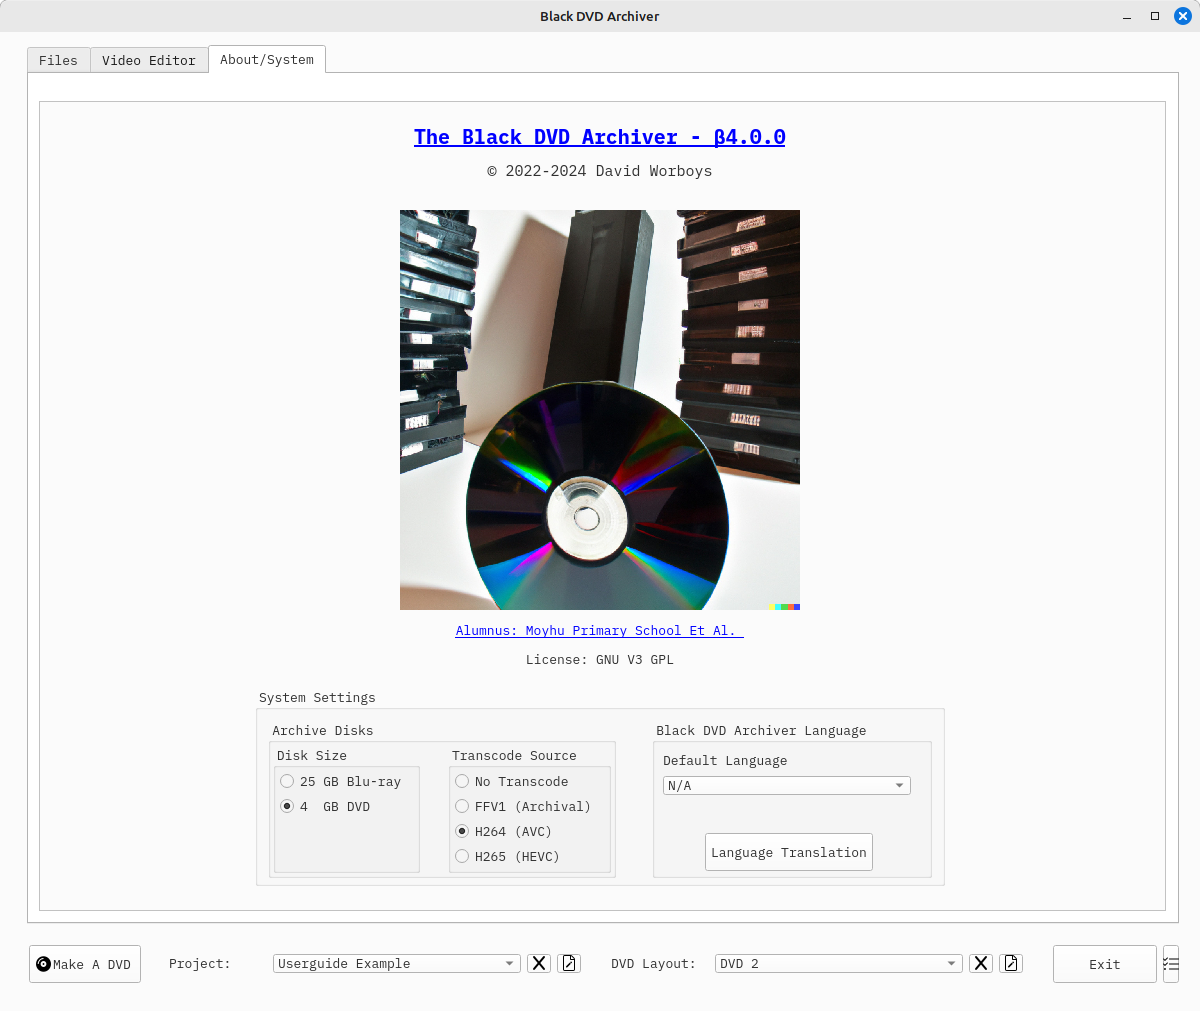 Black DVD Archiver
Files Video Editor About/System
The Black DVD Archiver - β4.0.0
© 2022-2024 David Worboys
Alumnus: Moyhu Primary School Et Al.
License: GNU V3 GPL
System Settings
Archive Disks
Disk Size
25 GB Blu-ray
4 GB DVD
Transcode Source
No Transcode
FFV1 (Archival)
H264 (AVC)
H265 (HEVC)
Black DVD Archiver Language
Default Language
N/A
Language Translation
Make A DVD Project: Userguide Example DVD Layout: DVD 2 Exit